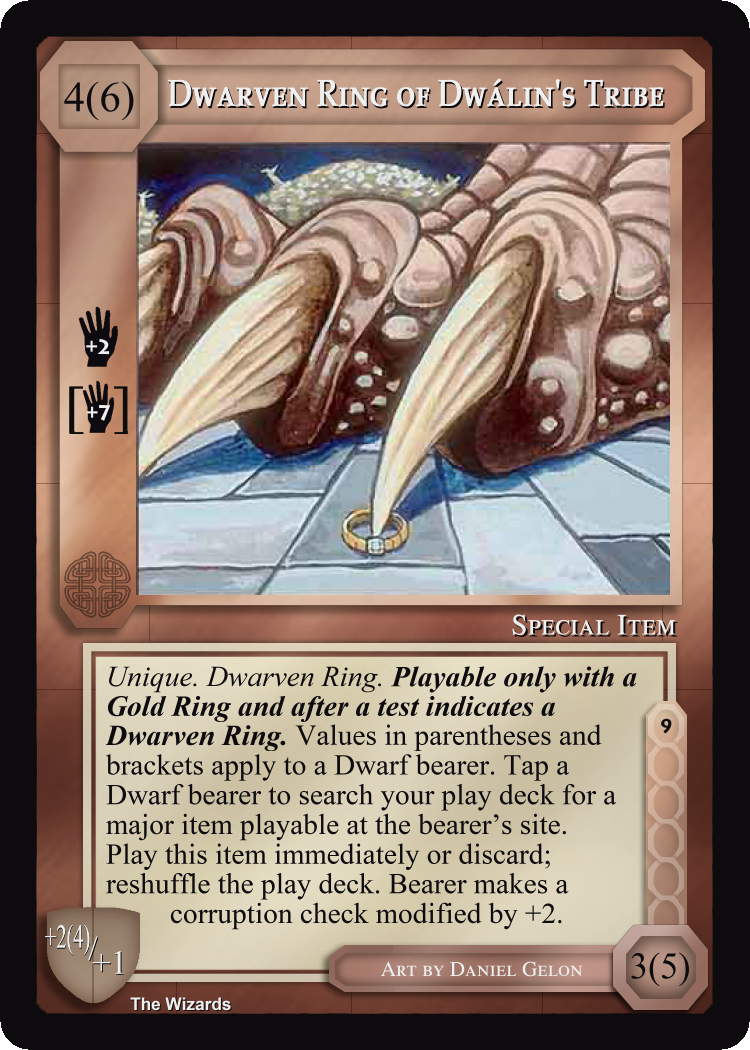 4(6)
Dwarven Ring of Dwálin's Tribe
+2
[+7]
Special Item
Unique. Dwarven Ring. Playable only with a
Gold Ring and after a test indicates a
Dwarven Ring. Values in parentheses and
brackets apply to a Dwarf bearer. Tap a
Dwarf bearer to search your play deck for a
major item playable at the bearer’s site.
Play this item immediately or discard;
reshuffle the play deck. Bearer makes a
corruption check modified by +2.
9
+2(4)/+1
Art by Daniel Gelon
3(5)
The Wizards